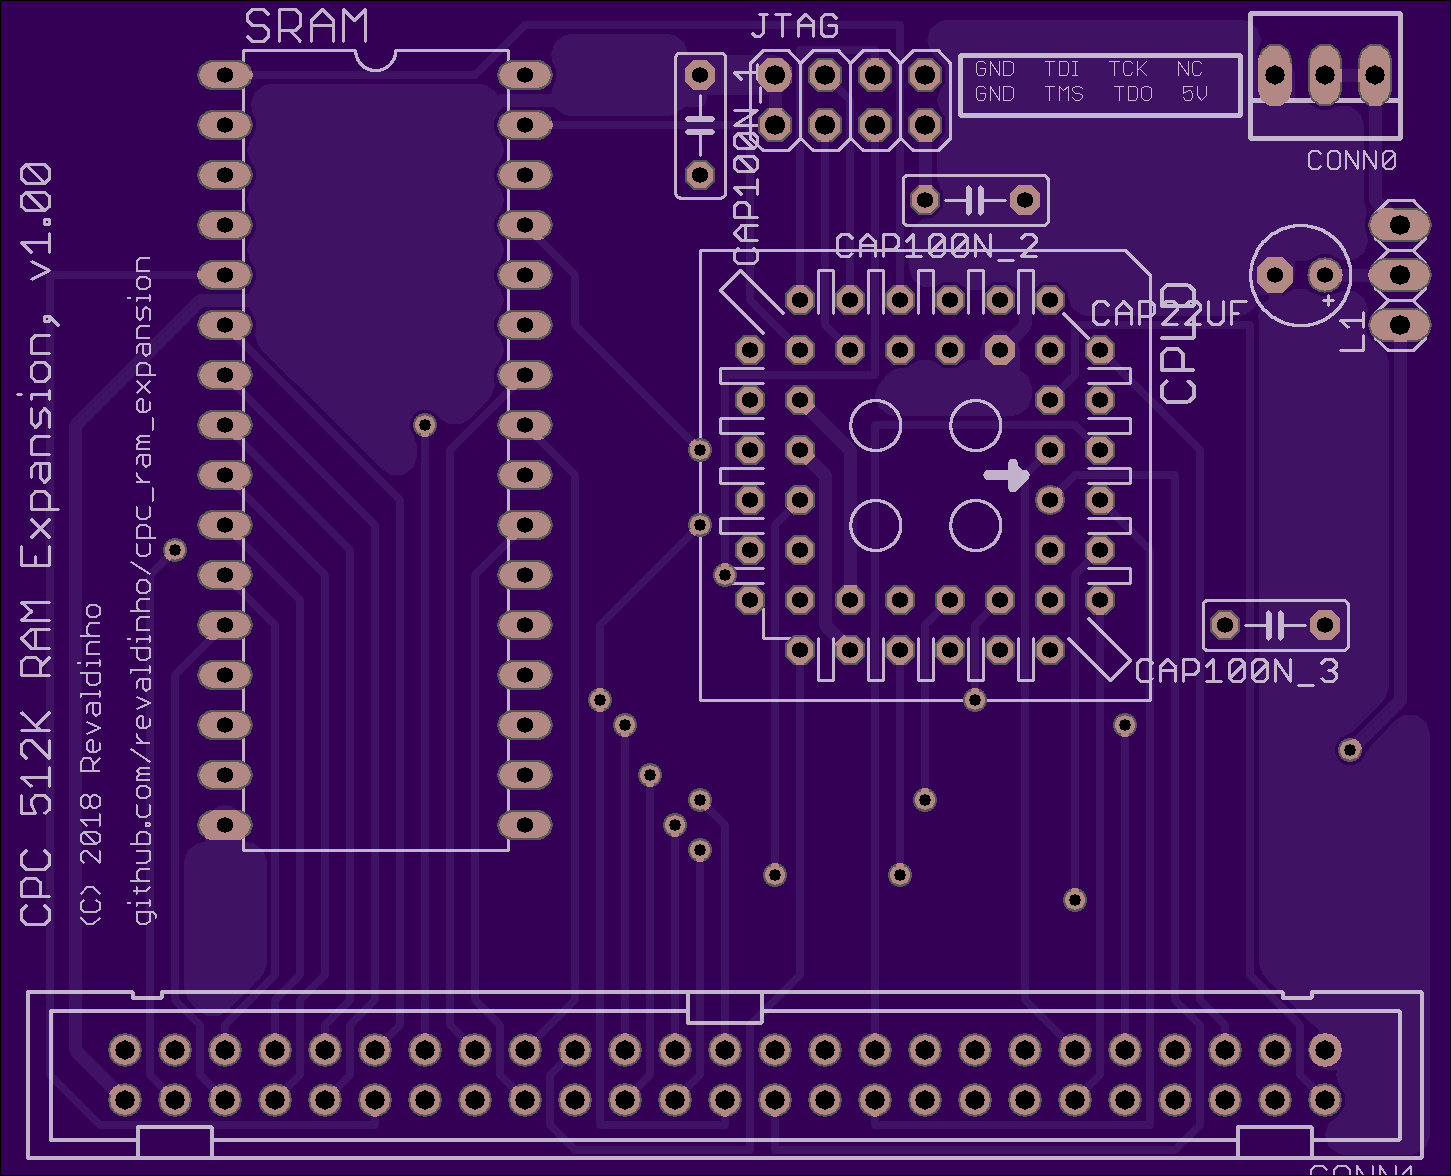 SRAM
JTAG
GND TDI TCK NC
GND TMS TDO 5V
CONN0
CAP100N_1
CAP100N_2
CAP22UF
+
L1
CPLD
CAP100N_3
CPC 512K RAM Expansion, v1.00
(C) 2018 Revaldinho
github.com/revaldinho/cpc_ram_expansion
CONN1